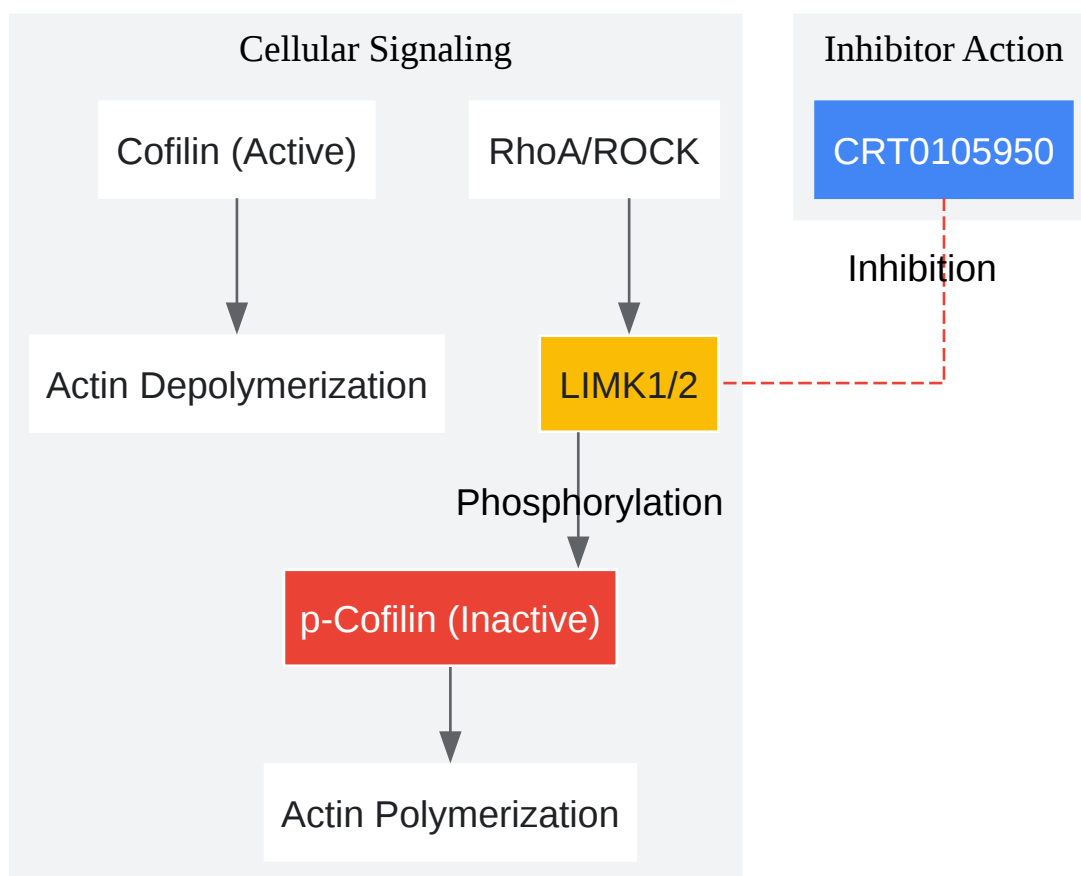 Cellular Signaling
Inhibitor Action
Cofilin (Active)
RhoA/ROCK
CRT0105950
Inhibition
Actin Depolymerization
LIMK1/2
Phosphorylation
p-Cofilin (Inactive)
Actin Polymerization